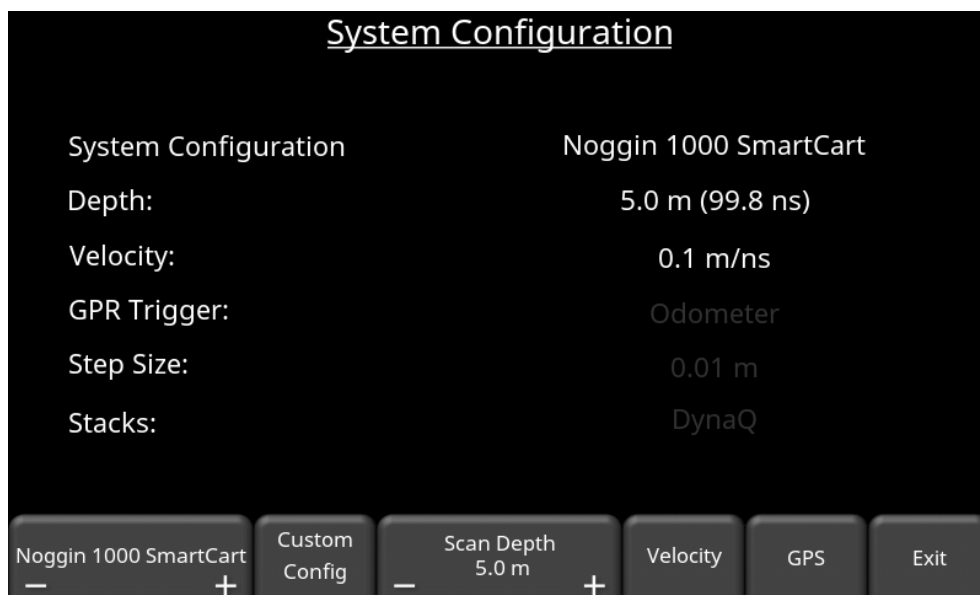 System Configuration
System Configuration Noggin 1000 SmartCart
Depth: 5.0 m (99.8 ns)
Velocity: 0.1 m/ns
GPR Trigger: Odometer
Step Size: 0.01 m
Stacks: DynaQ
Noggin 1000 SmartCart
− +
Custom
Config
Scan Depth
5.0 m
− +
Velocity
GPS
Exit